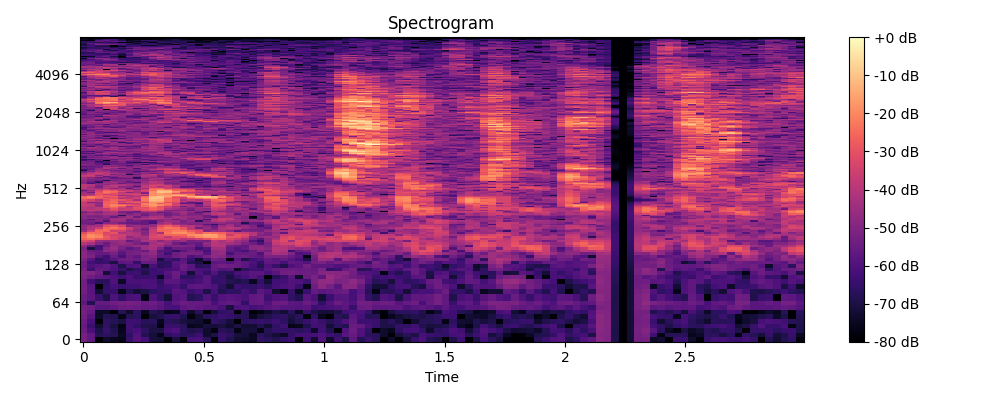 Spectrogram
Hz
4096
2048
1024
512
256
128
64
0
0
0.5
1
1.5
2
2.5
Time
+0 dB
-10 dB
-20 dB
-30 dB
-40 dB
-50 dB
-60 dB
-70 dB
-80 dB